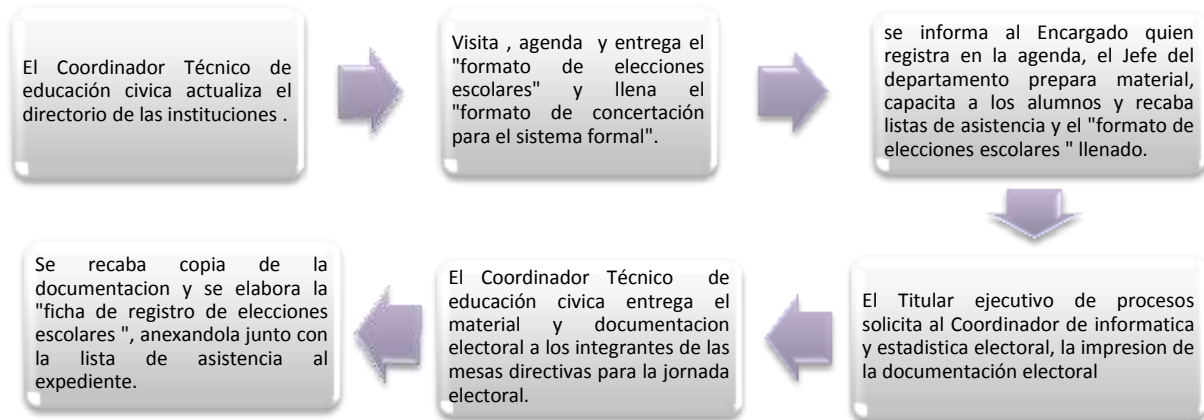 El Coordinador Técnico de
educación civica actualiza el
directorio de las instituciones .
Visita , agenda y entrega el
"formato de elecciones
escolares" y llena el
"formato de concertación
para el sistema formal".
se informa al Encargado quien
registra en la agenda, el Jefe del
departamento prepara material,
capacita a los alumnos y recaba
listas de asistencia y el "formato de
elecciones escolares " llenado.
El Titular ejecutivo de procesos
solicita al Coordinador de informatica
y estadistica electoral, la impresion de
la documentación electoral
El Coordinador Técnico de
educación civica entrega el
material y documentacion
electoral a los integrantes de las
mesas directivas para la jornada
electoral.
Se recaba copia de la
documentacion y se elabora la
"ficha de registro de elecciones
escolares ", anexandola junto con
la lista de asistencia al
expediente.